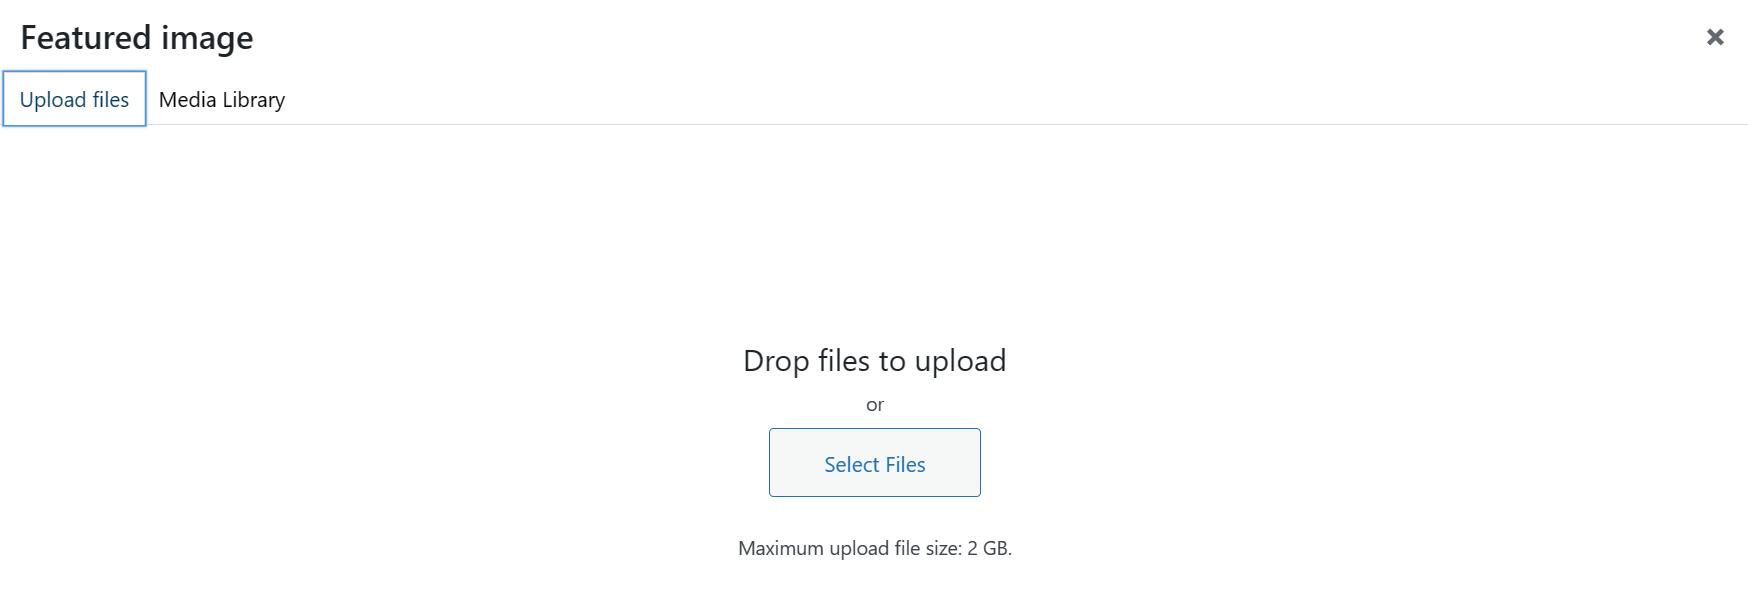 Featured image
Upload files
Media Library
Drop files to upload
or
Select Files
Maximum upload file size: 2 GB.